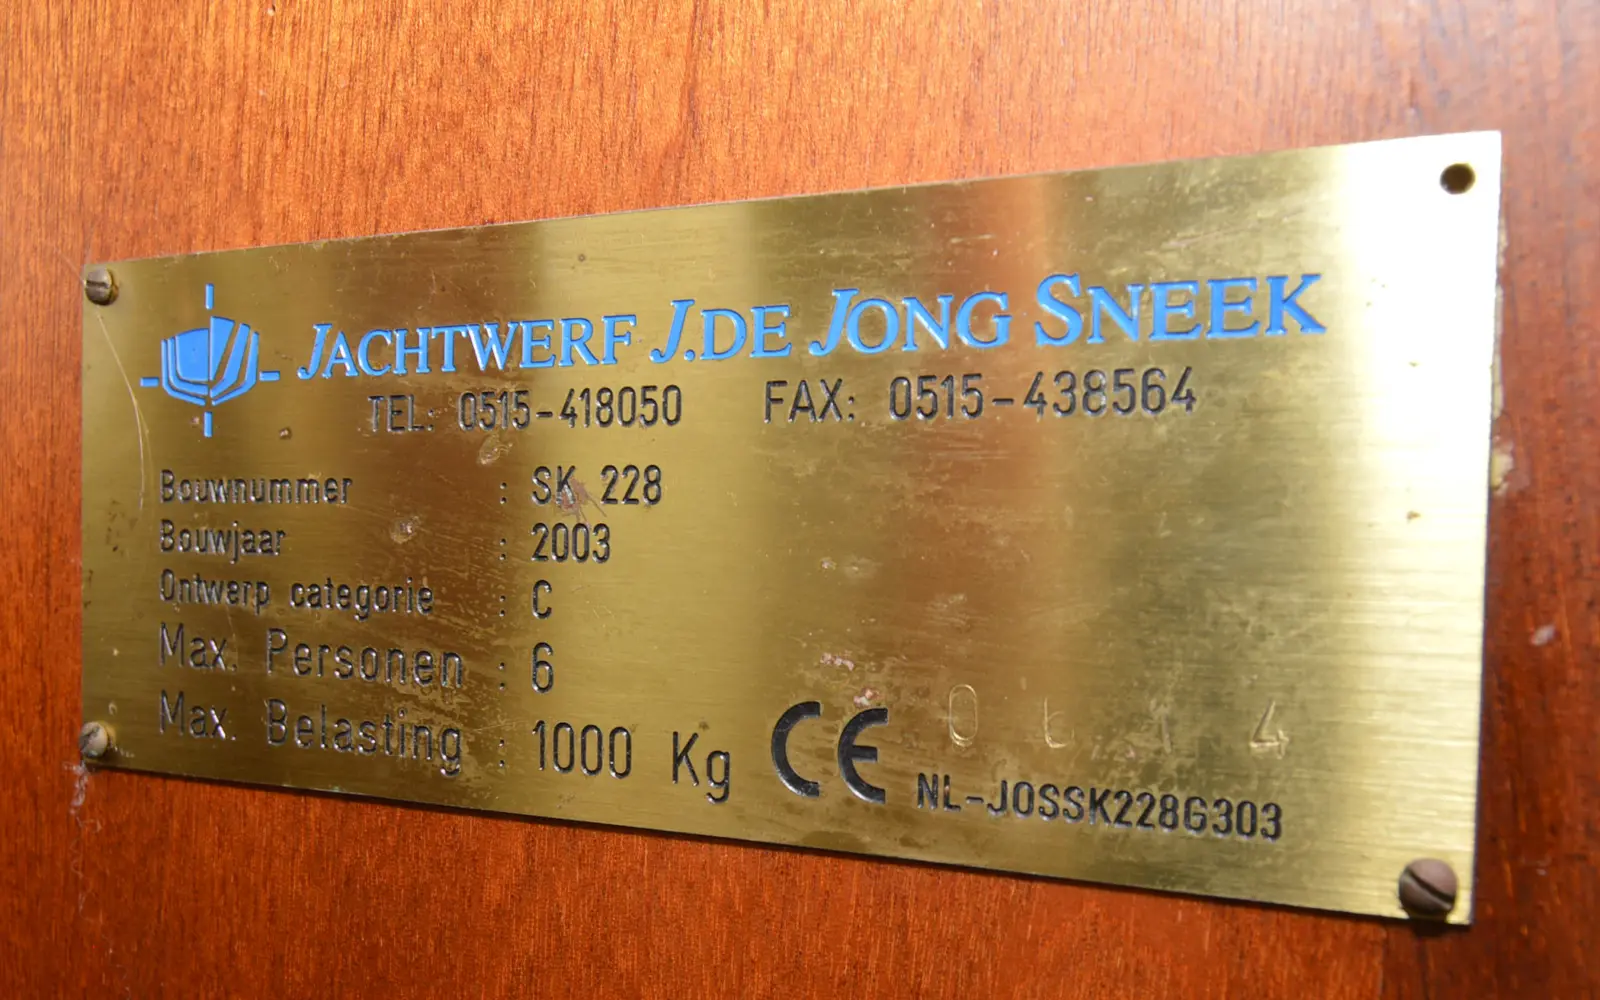 JACHTWERF J.DE JONG SNEEK
TEL: 0515-418050 FAX: 0515-438564
Bouwnummer : SK 228
Bouwjaar : 2003
Ontwerp categorie : C
Max. Personen : 6
Max. Belasting : 1000 Kg CE
NL-JOSSK228G303